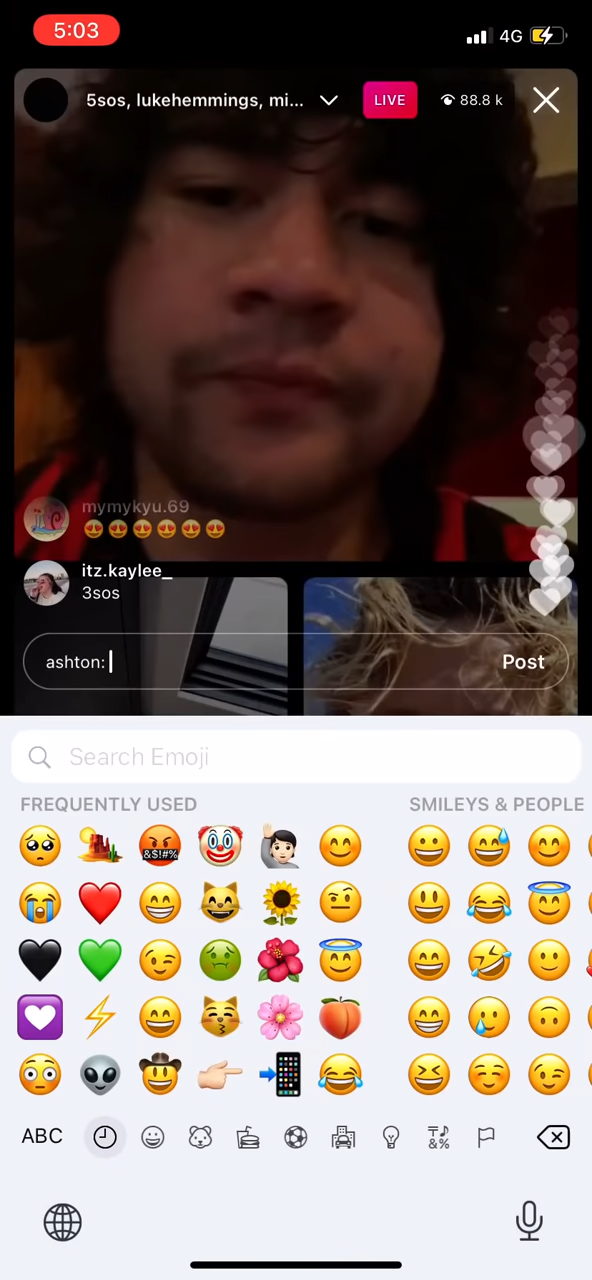 5:03
4G
5sos, lukehemmings, mi...
LIVE
88.8 k
mymykyu.69
itz.kaylee_
3sos
ashton:
Post
Search Emoji
FREQUENTLY USED
SMILEYS & PEOPLE
&$!#%
ABC